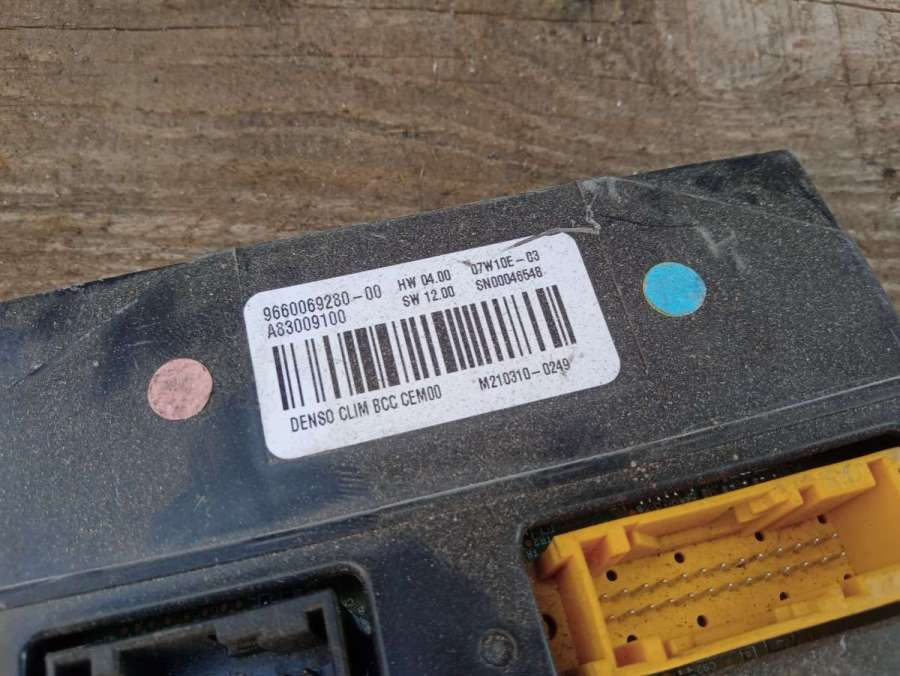 9660069280-00 HW 04.00 07W10E-C3
A83009100 SW 12.00 SN00046548
DENSO CLIM BCC CEM00 M210310-0249